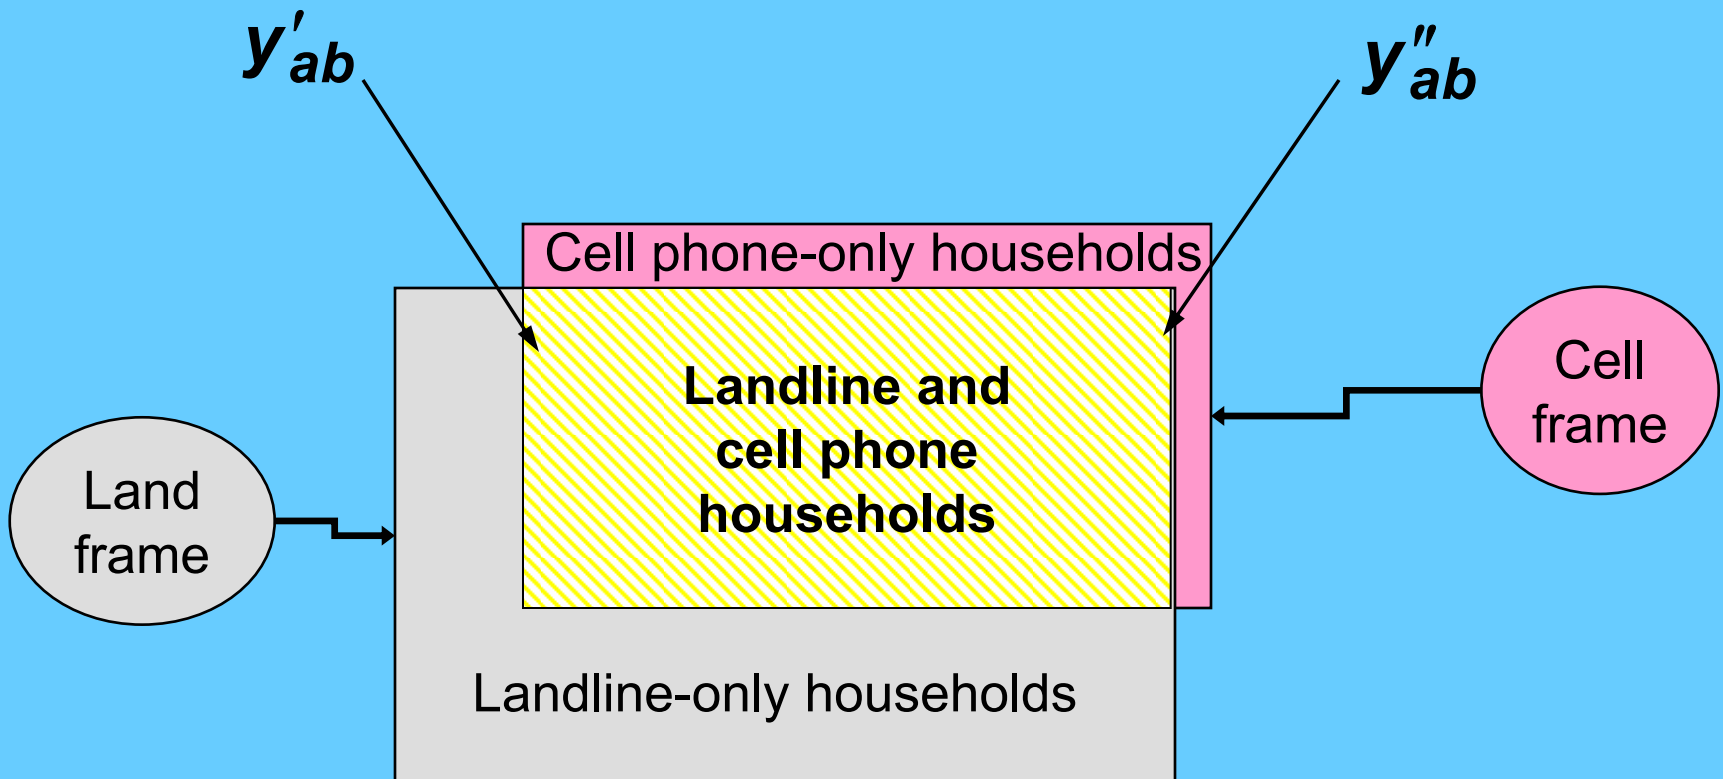 y′ab
y″ab
Cell phone-only households
Landline and
cell phone
households
Cell
frame
Land
frame
Landline-only households